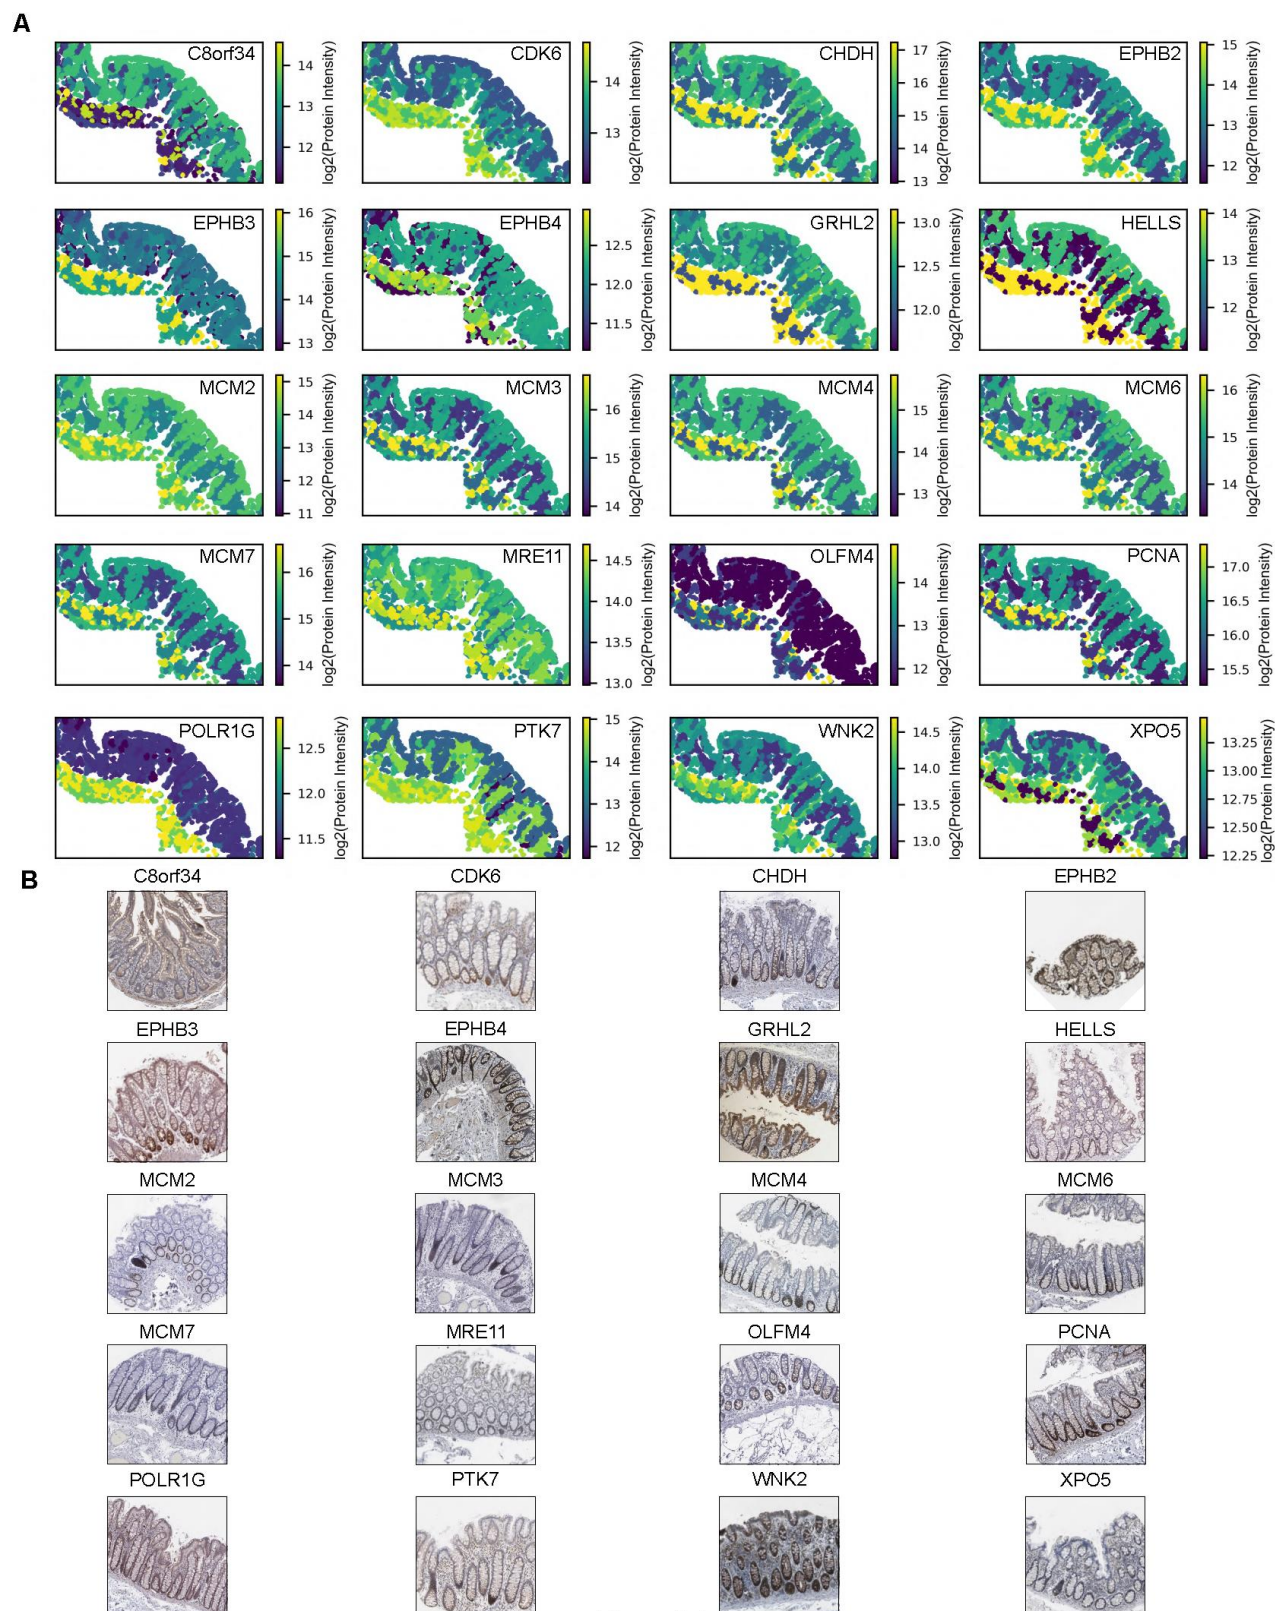 A
C8orf34
14
13
12
log2(Protein Intensity)
CDK6
14
13
log2(Protein Intensity)
CHDH
17
16
15
14
13
log2(Protein Intensity)
EPHB2
15
14
13
12
log2(Protein Intensity)
EPHB3
16
15
14
13
log2(Protein Intensity)
EPHB4
12.5
12.0
11.5
log2(Protein Intensity)
GRHL2
13.0
12.5
12.0
log2(Protein Intensity)
HELLS
14
13
12
log2(Protein Intensity)
MCM2
15
14
13
12
11
log2(Protein Intensity)
MCM3
16
15
14
log2(Protein Intensity)
MCM4
15
14
13
log2(Protein Intensity)
MCM6
16
15
14
log2(Protein Intensity)
MCM7
16
15
14
log2(Protein Intensity)
MRE11
14.5
14.0
13.5
13.0
log2(Protein Intensity)
OLFM4
14
13
12
log2(Protein Intensity)
PCNA
17.0
16.5
16.0
15.5
log2(Protein Intensity)
POLR1G
12.5
12.0
11.5
log2(Protein Intensity)
PTK7
15
14
13
12
log2(Protein Intensity)
WNK2
14.5
14.0
13.5
13.0
log2(Protein Intensity)
XPO5
13.25
13.00
12.75
12.50
12.25
log2(Protein Intensity)
B
C8orf34
CDK6
CHDH
EPHB2
EPHB3
EPHB4
GRHL2
HELLS
MCM2
MCM3
MCM4
MCM6
MCM7
MRE11
OLFM4
PCNA
POLR1G
PTK7
WNK2
XPO5